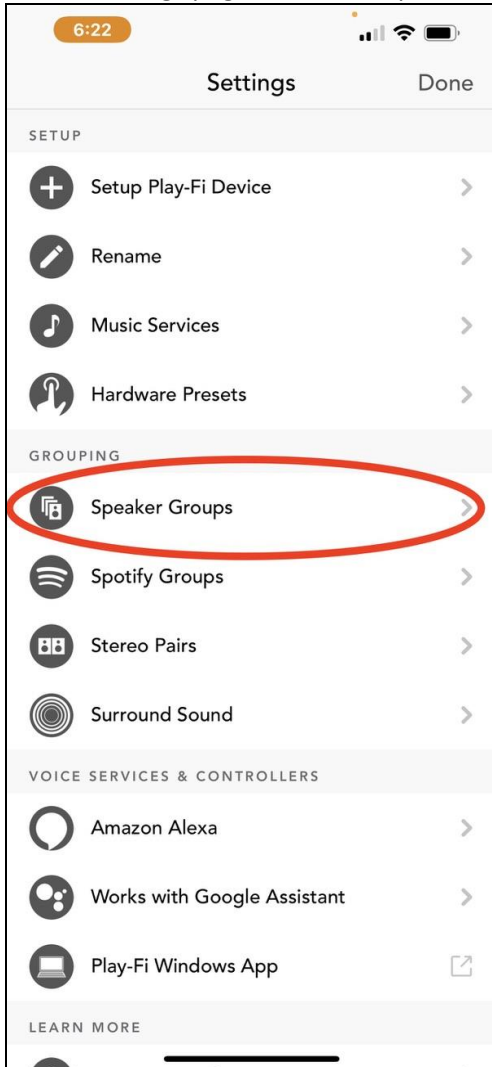 6:22
Settings
Done
SETUP
Setup Play-Fi Device
Rename
Music Services
Hardware Presets
GROUPING
Speaker Groups
Spotify Groups
Stereo Pairs
Surround Sound
VOICE SERVICES & CONTROLLERS
Amazon Alexa
Works with Google Assistant
Play-Fi Windows App
LEARN MORE